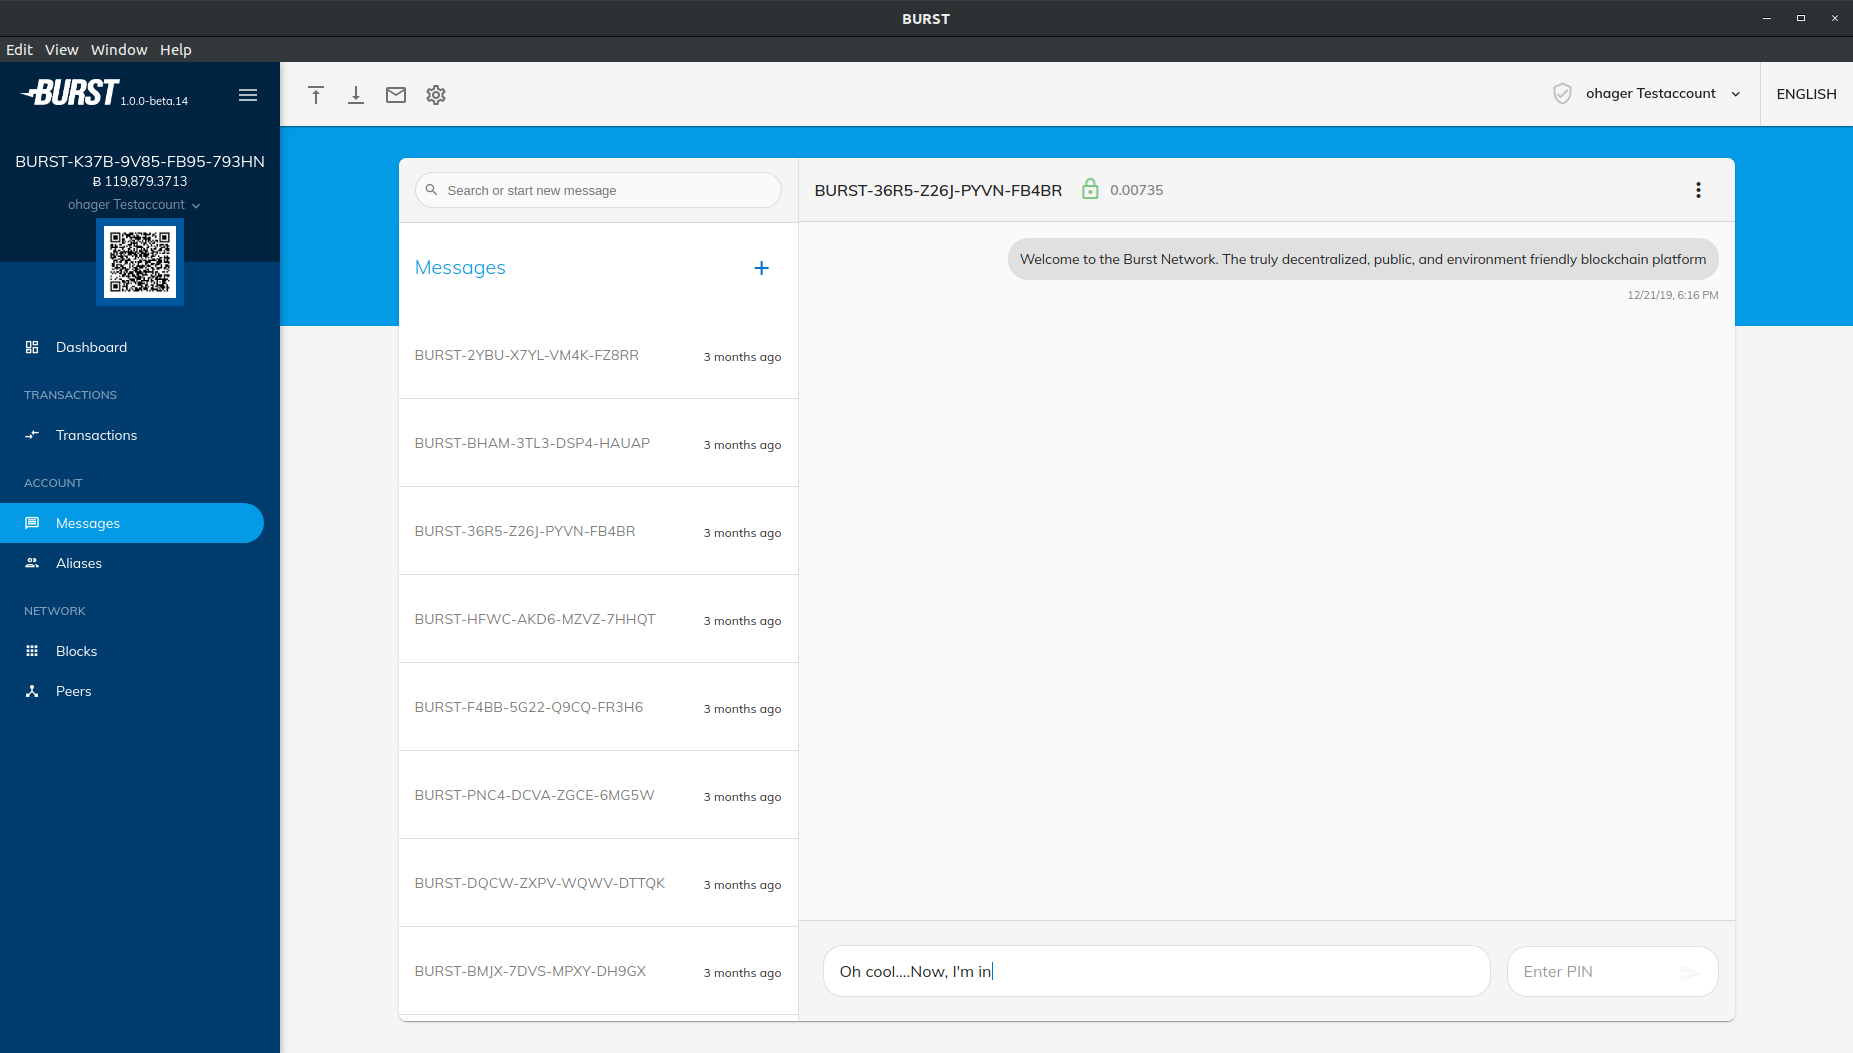 BURST
Edit View Window Help
BURST 1.0.0-beta.14
ohager Testaccount
ENGLISH
BURST-K37B-9V85-FB95-793HN
Ƀ 119,879.3713
ohager Testaccount
Dashboard
TRANSACTIONS
Transactions
ACCOUNT
Messages
Aliases
NETWORK
Blocks
Peers
Search or start new message
Messages
BURST-2YBU-X7YL-VM4K-FZ8RR 3 months ago
BURST-BHAM-3TL3-DSP4-HAUAP 3 months ago
BURST-36R5-Z26J-PYVN-FB4BR 3 months ago
BURST-HFWC-AKD6-MZVZ-7HHQT 3 months ago
BURST-F4BB-5G22-Q9CQ-FR3H6 3 months ago
BURST-PNC4-DCVA-ZGCE-6MG5W 3 months ago
BURST-DQCW-ZXPV-WQWV-DTTQK 3 months ago
BURST-BMJX-7DVS-MPXY-DH9GX 3 months ago
BURST-36R5-Z26J-PYVN-FB4BR 0.00735
Welcome to the Burst Network. The truly decentralized, public, and environment friendly blockchain platform
12/21/19, 6:16 PM
Oh cool....Now, I'm in
Enter PIN